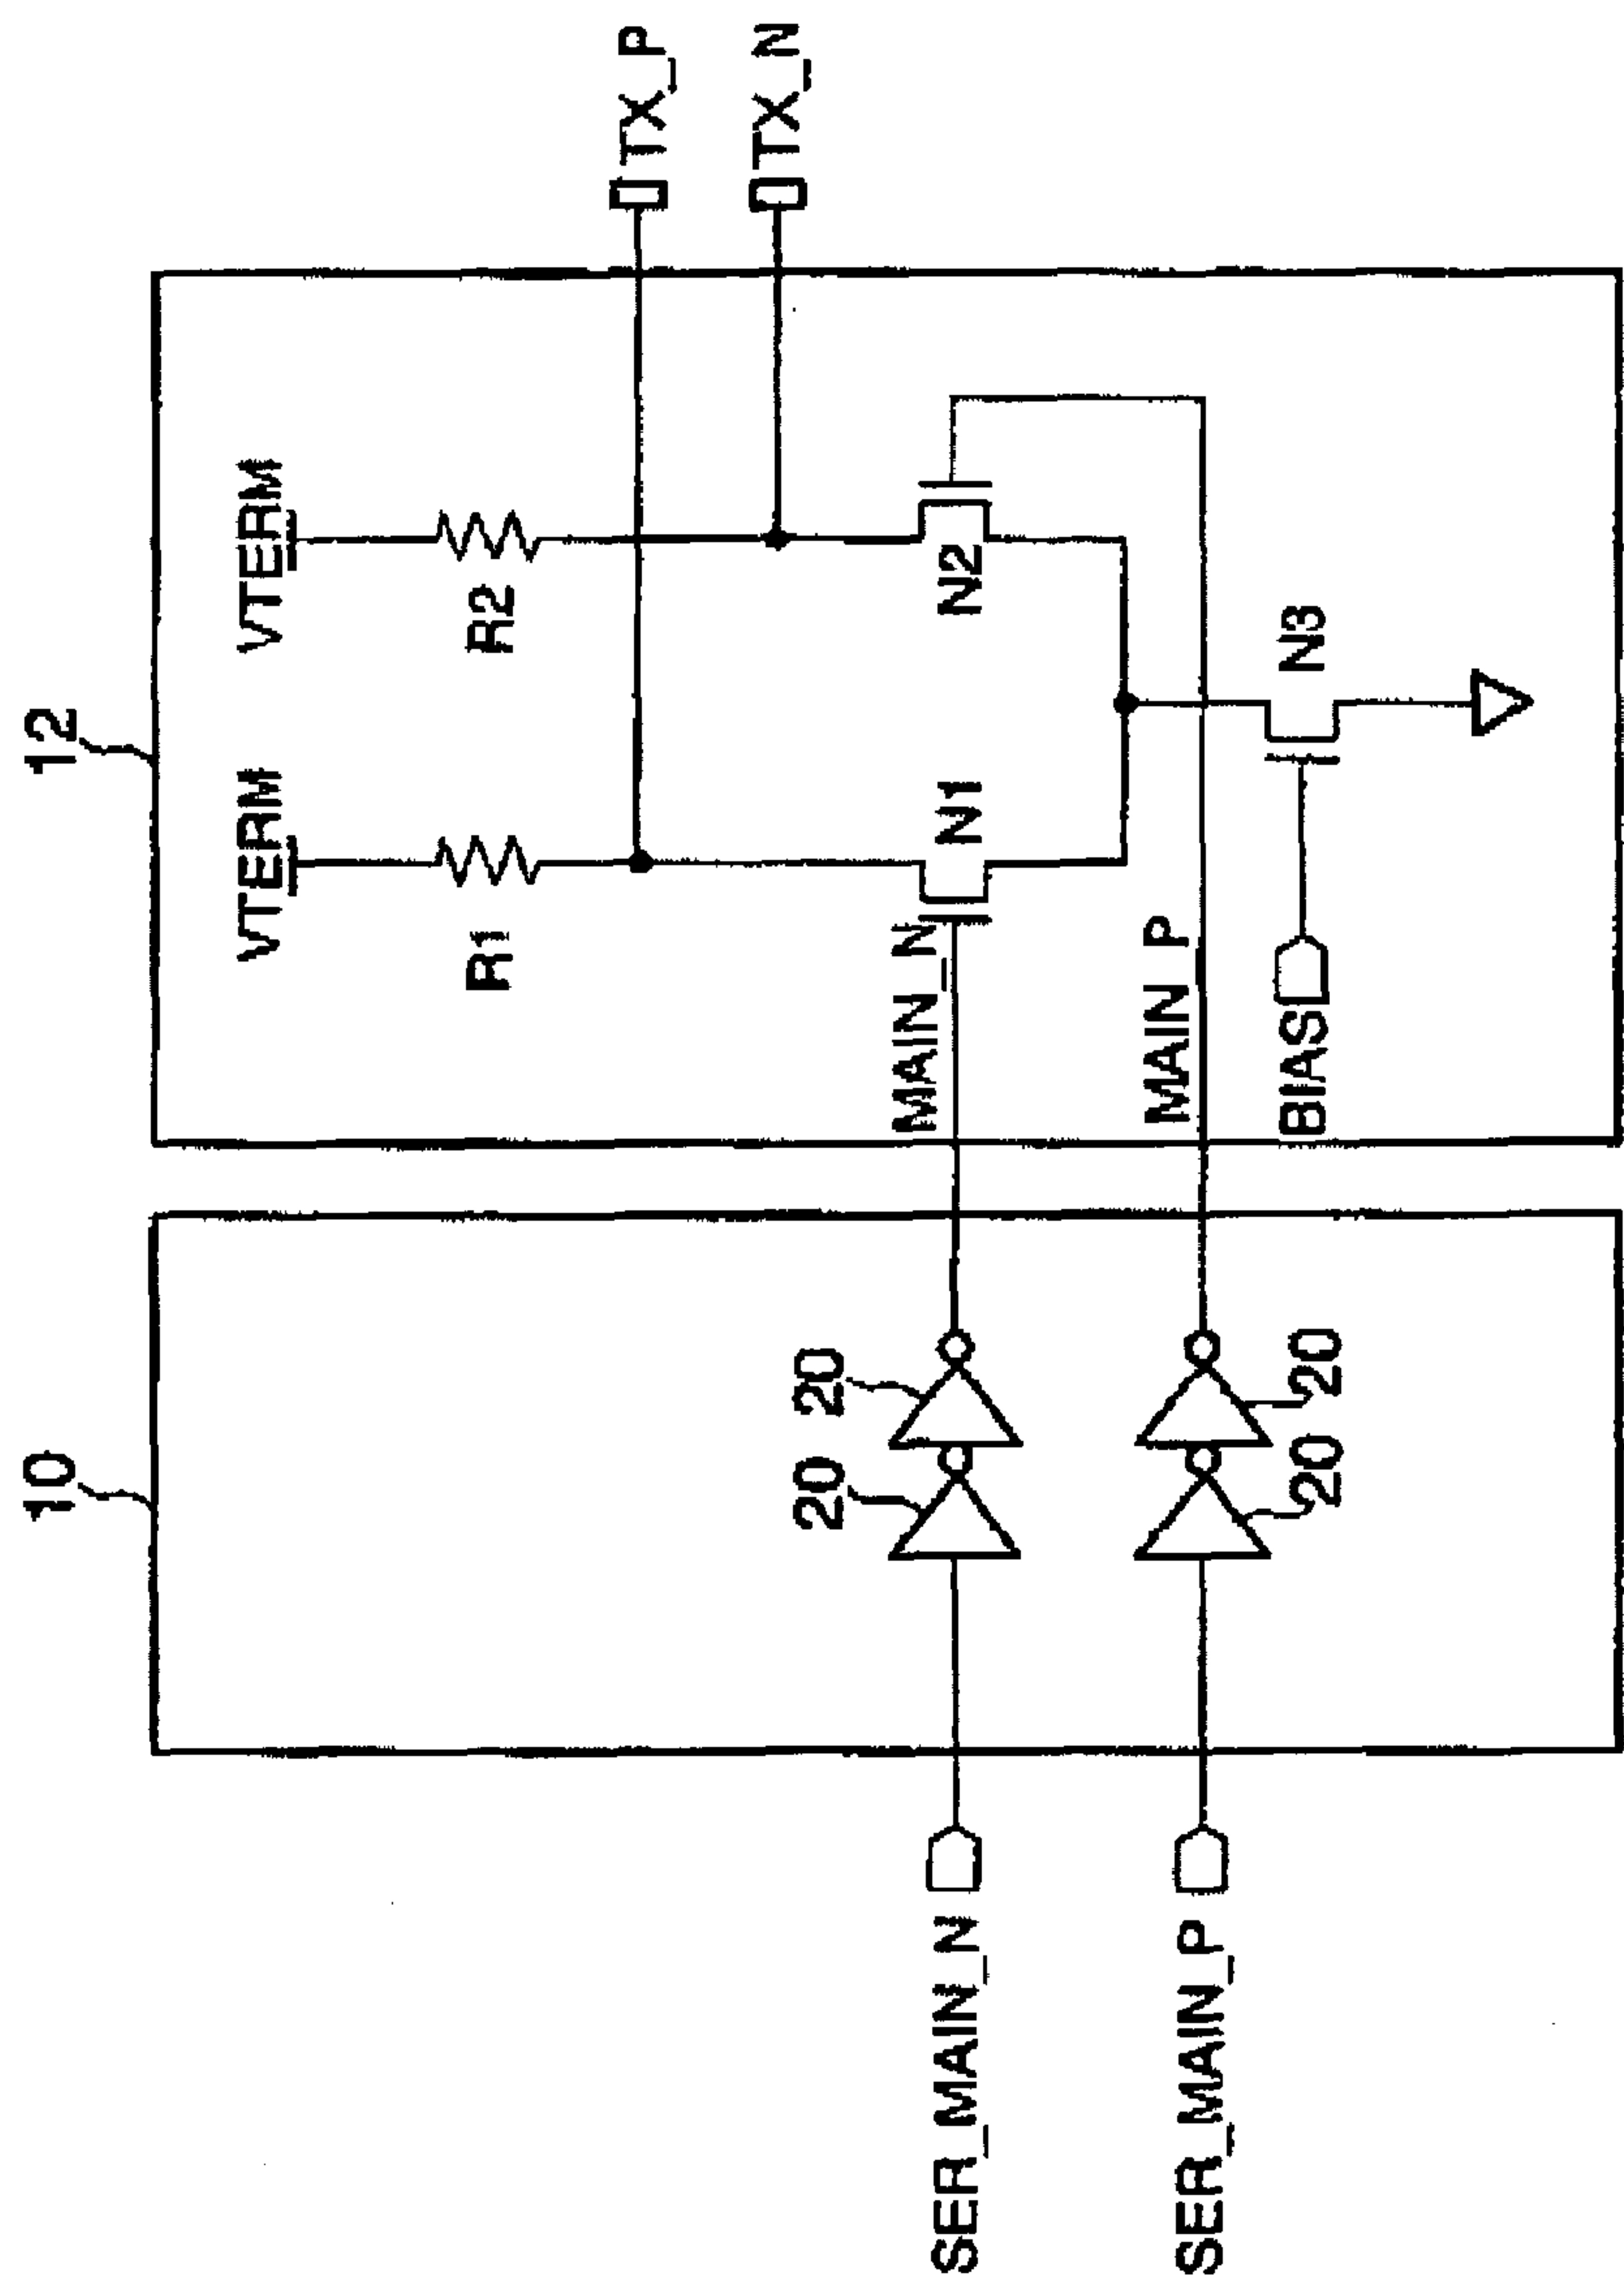 10
12
VTERM
VTERM
R1
R2
TX_P
TX_N
20
20
MAIN_N
N1
N2
SER_MAIN_N
SER_MAIN_P
20
20
MAIN_P
BIAS
N3